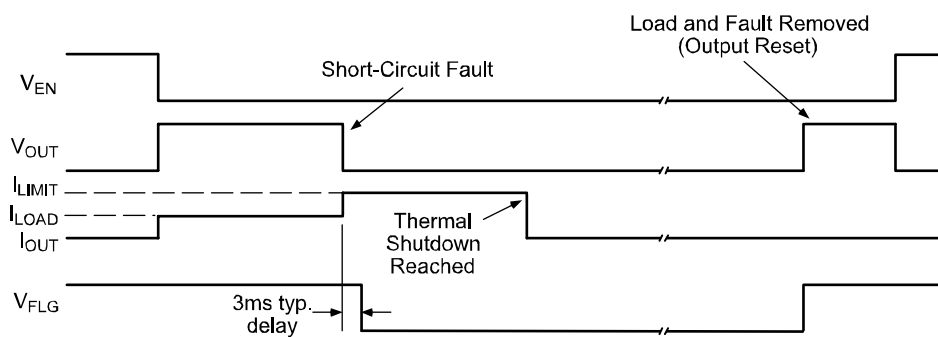 Load and Fault Removed
(Output Reset)
VEN
Short-Circuit Fault
VOUT
ILIMIT
ILOAD
IOUT
Thermal
Shutdown
Reached
VFLG
3ms typ.
delay